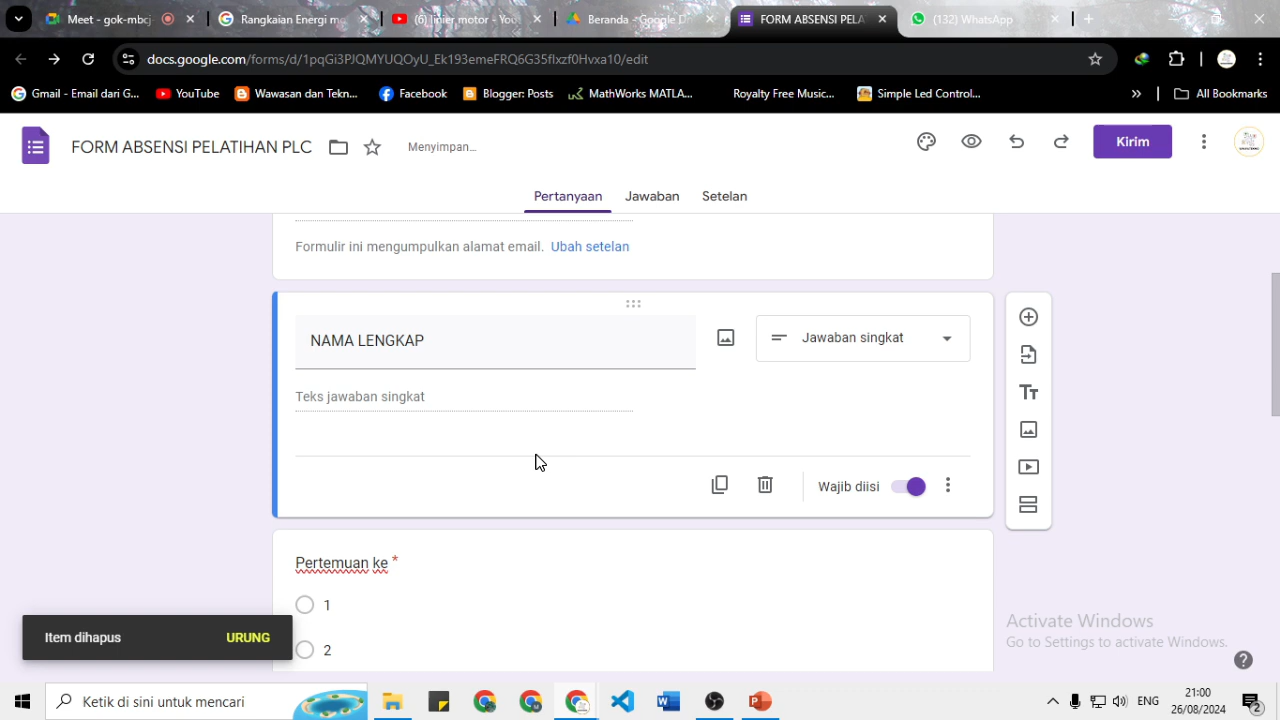 Meet - gok-mbcj
Rangkaian Energi m
(6) linier motor - You
Beranda - Google D
FORM ABSENSI PELA
(132) WhatsApp
docs.google.com/forms/d/1pqGi3PJQMYUQOyU_Ek193emeFRQ6G35fIxzf0Hvxa10/edit
Gmail - Email dari G...
YouTube
Wawasan dan Tekn...
Facebook
Blogger: Posts
MathWorks MATLA...
Royalty Free Music...
Simple Led Control...
»
All Bookmarks
FORM ABSENSI PELATIHAN PLC
Menyimpan...
Kirim
Pertanyaan
Jawaban
Setelan
Formulir ini mengumpulkan alamat email. Ubah setelan
NAMA LENGKAP
Jawaban singkat
Teks jawaban singkat
Wajib diisi
Pertemuan ke *
1
2
Item dihapus
URUNG
Activate Windows
Go to Settings to activate Windows.
Ketik di sini untuk mencari
ENG
21:00
26/08/2024
2